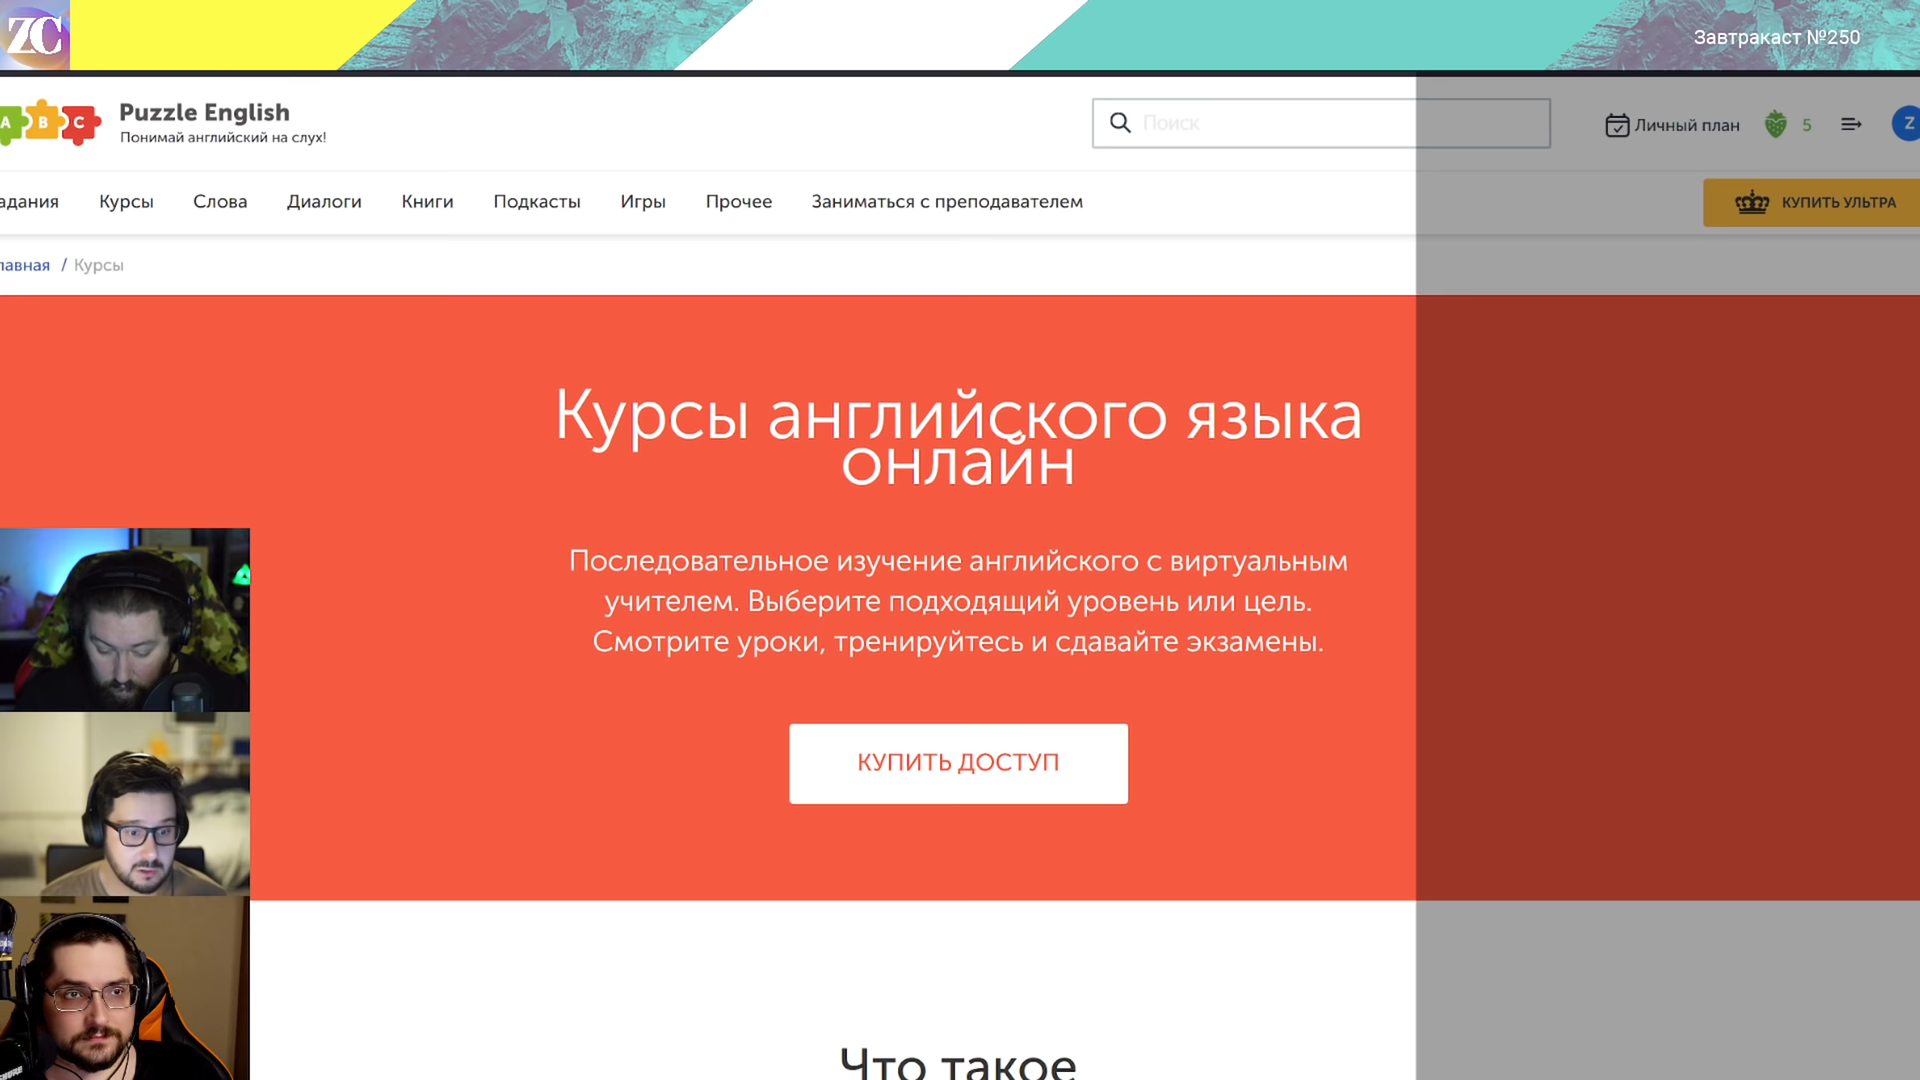 ZC
Завтракаст №250
A B C
Puzzle English
Понимай английский на слух!
Поиск
Личный план
5
Z
адания
Курсы
Слова
Диалоги
Книги
Подкасты
Игры
Прочее
Заниматься с преподавателем
КУПИТЬ УЛЬТРА
лавная / Курсы
Курсы английского языка
онлайн
Последовательное изучение английского с виртуальным
учителем. Выберите подходящий уровень или цель.
Смотрите уроки, тренируйтесь и сдавайте экзамены.
КУПИТЬ ДОСТУП
Что такое